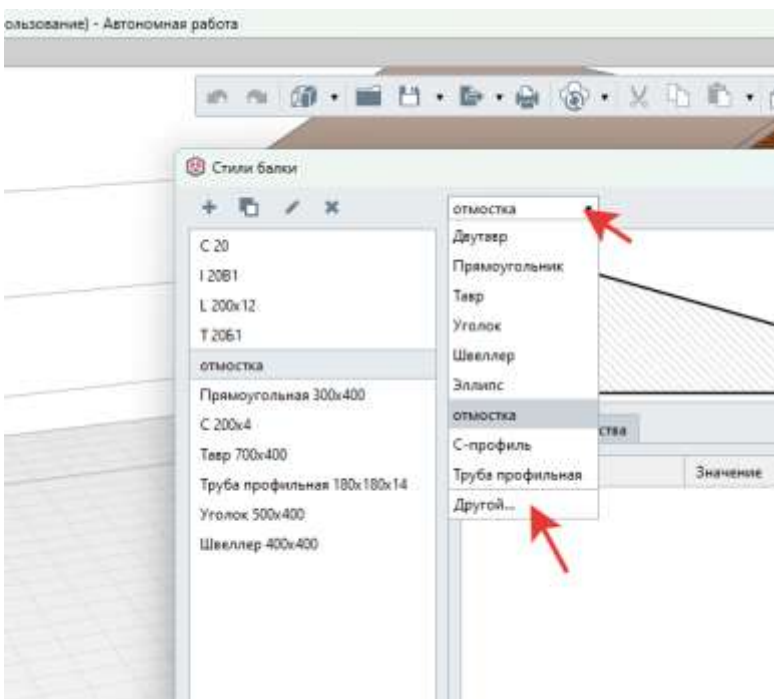 ользование) - Автономная работа
Стили балки
отмостка
C 20
I 20B1
L 200x12
T 20Б1
отмостка
Прямоугольная 300x400
C 200x4
Тавр 700x400
Труба профильная 180x180x14
Уголок 500x400
Швеллер 400x400
Двутавр
Прямоугольник
Тавр
Уголок
Швеллер
Эллипс
отмостка
С-профиль
Труба профильная
Другой...
ства
Значение